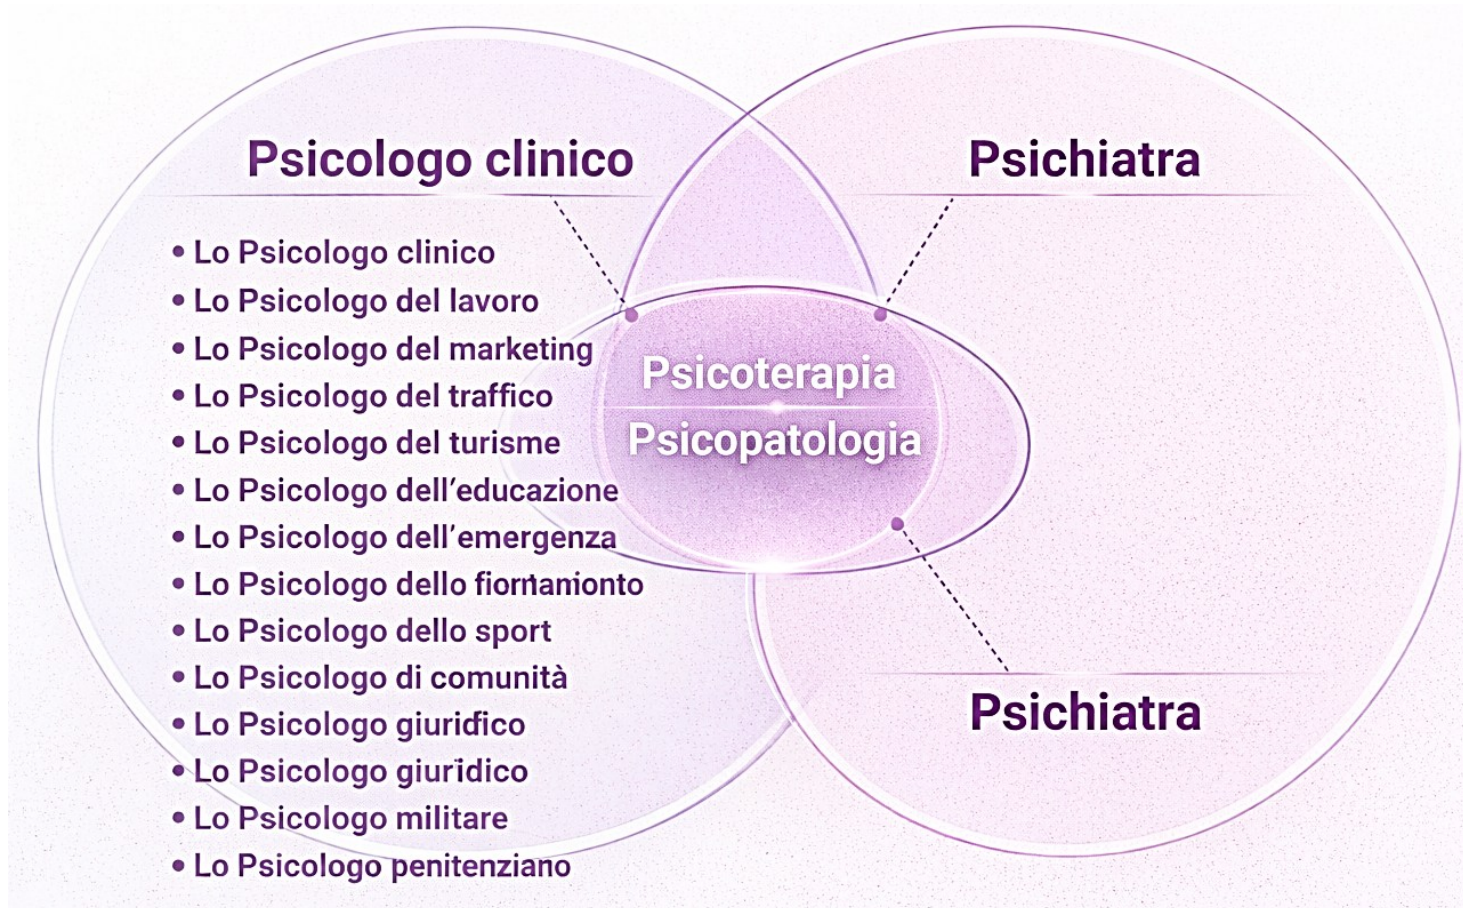 Psicologo clinico
• Lo Psicologo clinico
• Lo Psicologo del lavoro
• Lo Psicologo del marketing
• Lo Psicologo del traffico
• Lo Psicologo del turisme
• Lo Psicologo dell'educazione
• Lo Psicologo dell'emergenza
• Lo Psicologo dello
• Lo Psicologo dello sport
• Lo Psicologo di comunità
• Lo Psicologo
• Lo Psicologo giuridico
• Lo Psicologo militare
• Lo Psicologo penitenziano
Psicoterapia
Psicopatologia
Psichiatra
Psichiatra